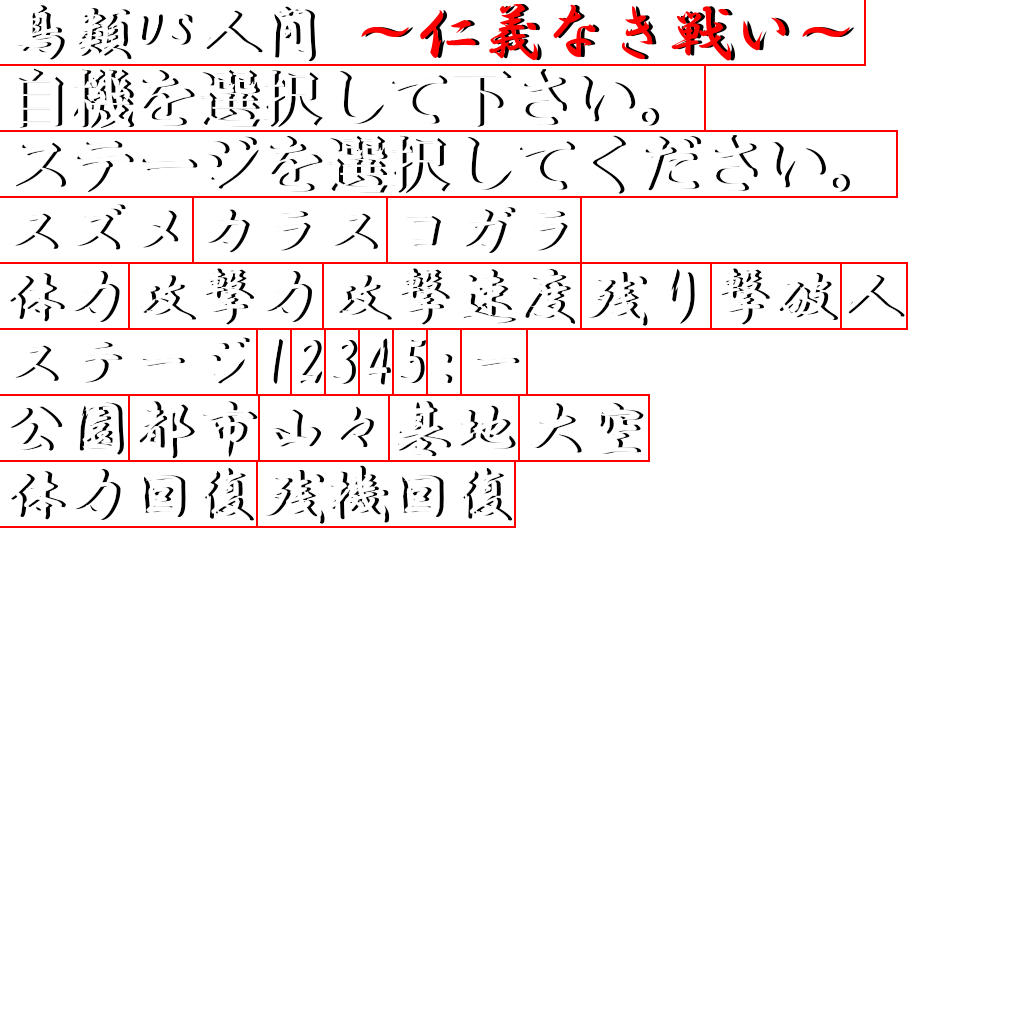 鳥類VS人間 ～仁義なき戦い～
自機を選択して下さい。
ステージを選択してください。
スズメ カラス コガラ
体力 攻撃力 攻撃速度 残り 撃破 人
ステージ 1 2 3 4 5 : ー
公園 都市 山々 墓地 大空
体力回復 残機回復